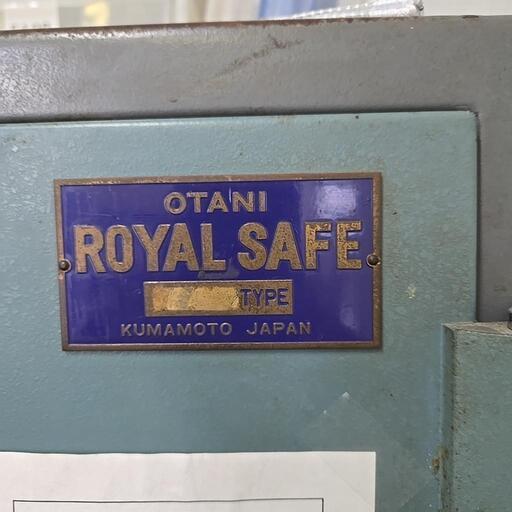 OTANI
ROYAL SAFE
TYPE
KUMAMOTO JAPAN